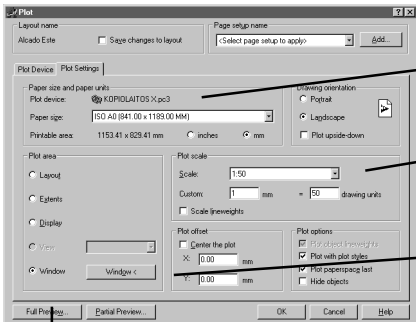 Plot
Layout name
Alcado Este
Save changes to layout
Page setup name
<Select page setup to apply>
Add...
Plot Device
Plot Settings
Paper size and paper units
Plot device:
KOPIOLAITOS X.pc3
Paper size:
ISO A0 (841.00 x 1189.00 MM)
Printable area:
1153.41 x 829.41 mm
inches
mm
Drawing orientation
Portrait
Landscape
Plot upside-down
A
Plot area
Layout
Extents
Display
View
Window
Window <
Plot scale
Scale:
1:50
Custom:
1
mm
=
50
drawing units
Scale lineweights
Plot offset
Center the plot
X:
0.00
mm
Y:
0.00
mm
Plot options
Plot object lineweights
Plot with plot styles
Plot paperspace last
Hide objects
Full Preview...
Partial Preview...
OK
Cancel
Help